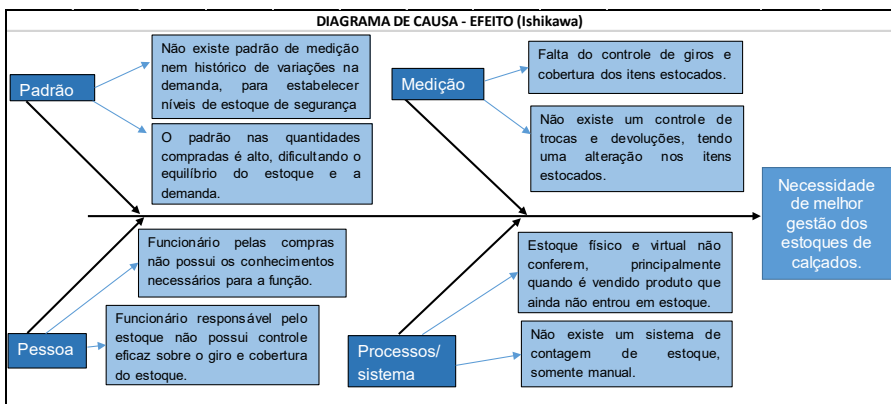 DIAGRAMA DE CAUSA - EFEITO (Ishikawa)
Padrão
Não existe padrão de medição
nem histórico de variações na
demanda, para estabelecer
níveis de estoque de segurança
O padrão nas quantidades
compradas é alto, dificultando o
equilíbrio do estoque e a
demanda.
Medição
Falta do controle de giros e
cobertura dos itens estocados.
Não existe um controle de
trocas e devoluções, tendo
uma alteração nos itens
estocados.
Necessidade
de melhor
gestão dos
estoques de
calçados.
Funcionário pelas compras
não possui os conhecimentos
necessários para a função.
Pessoa
Funcionário responsável pelo
estoque não possui controle
eficaz sobre o giro e cobertura
do estoque.
Estoque físico e virtual não
conferem, principalmente
quando é vendido produto que
ainda não entrou em estoque.
Processos/
sistema
Não existe um sistema de
contagem de estoque,
somente manual.